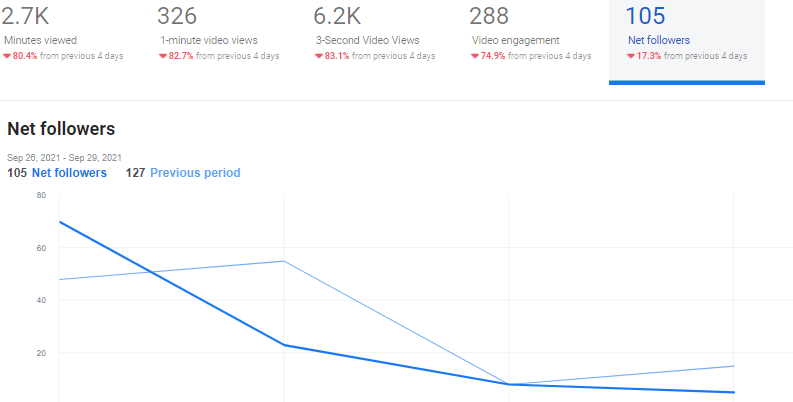 2.7K 326 6.2K 288 105
Minutes viewed 1-minute video views 3-Second Video Views Video engagement Net followers
80.4% from previous 4 days 82.7% from previous 4 days 83.1% from previous 4 days 74.9% from previous 4 days 17.3% from previous 4 days
Net followers
Sep 26, 2021 - Sep 29, 2021
105 Net followers 127 Previous period
80
60
40
20